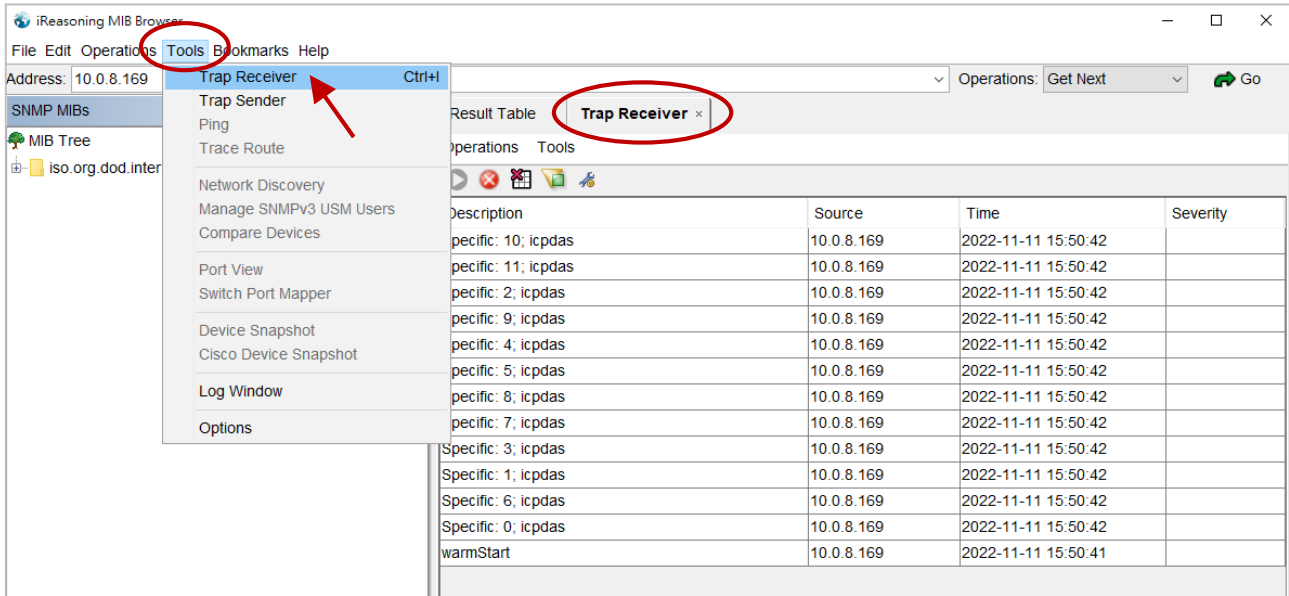 iReasoning MIB Browser
File Edit Operations Tools Bookmarks Help
Address: 10.0.8.169 Operations: Get Next Go
SNMP MIBs
MIB Tree
iso.org.dod.inter
Trap Receiver Ctrl+I
Trap Sender
Ping
Trace Route
Network Discovery
Manage SNMPv3 USM Users
Compare Devices
Port View
Switch Port Mapper
Device Snapshot
Cisco Device Snapshot
Log Window
Options
Result Table Trap Receiver ×
Operations Tools
Description Source Time Severity
pecific: 10; icpdas 10.0.8.169 2022-11-11 15:50:42
pecific: 11; icpdas 10.0.8.169 2022-11-11 15:50:42
pecific: 2; icpdas 10.0.8.169 2022-11-11 15:50:42
pecific: 9; icpdas 10.0.8.169 2022-11-11 15:50:42
pecific: 4; icpdas 10.0.8.169 2022-11-11 15:50:42
pecific: 5; icpdas 10.0.8.169 2022-11-11 15:50:42
pecific: 8; icpdas 10.0.8.169 2022-11-11 15:50:42
pecific: 7; icpdas 10.0.8.169 2022-11-11 15:50:42
Specific: 3; icpdas 10.0.8.169 2022-11-11 15:50:42
Specific: 1; icpdas 10.0.8.169 2022-11-11 15:50:42
Specific: 6; icpdas 10.0.8.169 2022-11-11 15:50:42
Specific: 0; icpdas 10.0.8.169 2022-11-11 15:50:42
warmStart 10.0.8.169 2022-11-11 15:50:41